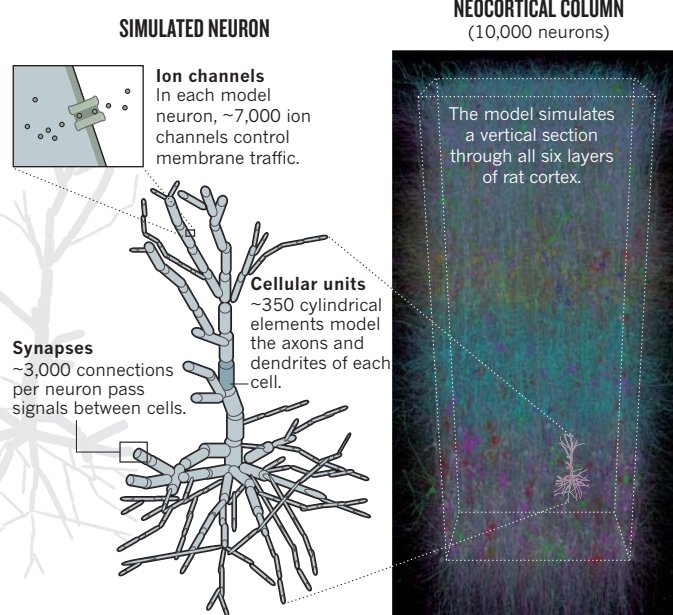 SIMULATED NEURON
Ion channels
In each model
neuron, ~7,000 ion
channels control
membrane traffic.
Cellular units
~350 cylindrical
elements model
the axons and
dendrites of each
cell.
Synapses
~3,000 connections
per neuron pass
signals between cells.
NEOCORTICAL COLUMN
(10,000 neurons)
The model simulates
a vertical section
through all six layers
of rat cortex.